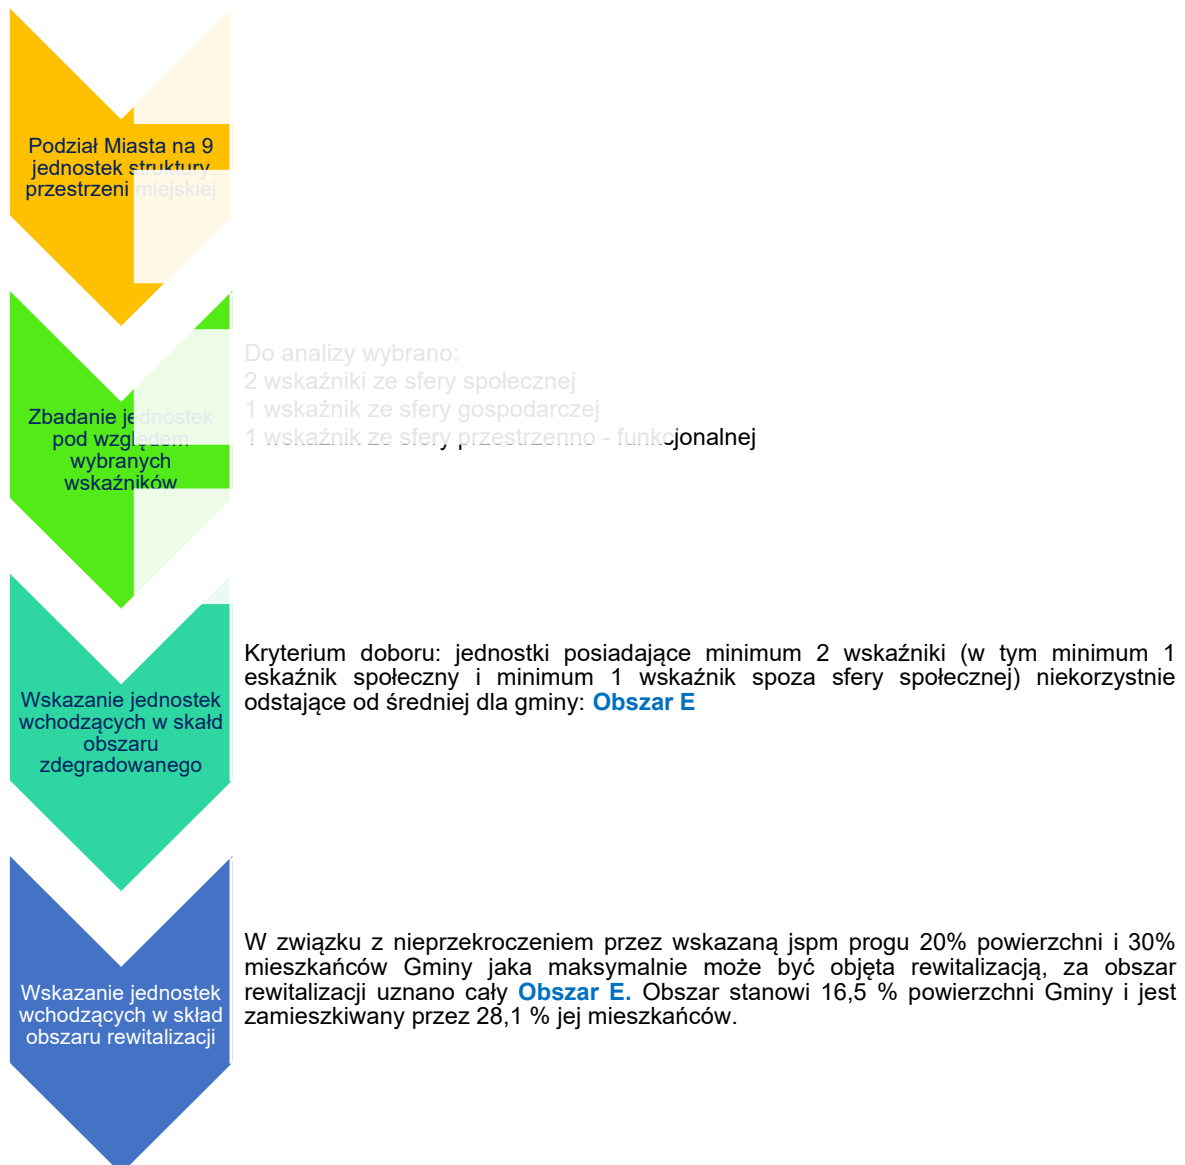 Podział Miasta na 9
jednostek struktury
przestrzeni miejskiej
Do analizy wybrano:
2 wskaźniki ze sfery społecznej
1 wskaźnik ze sfery gospodarczej
1 wskaźnik ze sfery przestrzenno - funkcjonalnej
Zbadanie jednostek
pod względem
wybranych
wskaźników
Kryterium doboru: jednostki posiadające minimum 2 wskaźniki (w tym minimum 1
eskaźnik społeczny i minimum 1 wskaźnik spoza sfery społecznej) niekorzystnie
odstające od średniej dla gminy: Obszar E
Wskazanie jednostek
wchodzących w skałd
obszaru
zdegradowanego
W związku z nieprzekroczeniem przez wskazaną jspm progu 20% powierzchni i 30%
mieszkańców Gminy jaka maksymalnie może być objęta rewitalizacją, za obszar
rewitalizacji uznano cały Obszar E. Obszar stanowi 16,5 % powierzchni Gminy i jest
zamieszkiwany przez 28,1 % jej mieszkańców.
Wskazanie jednostek
wchodzących w skład
obszaru rewitalizacji